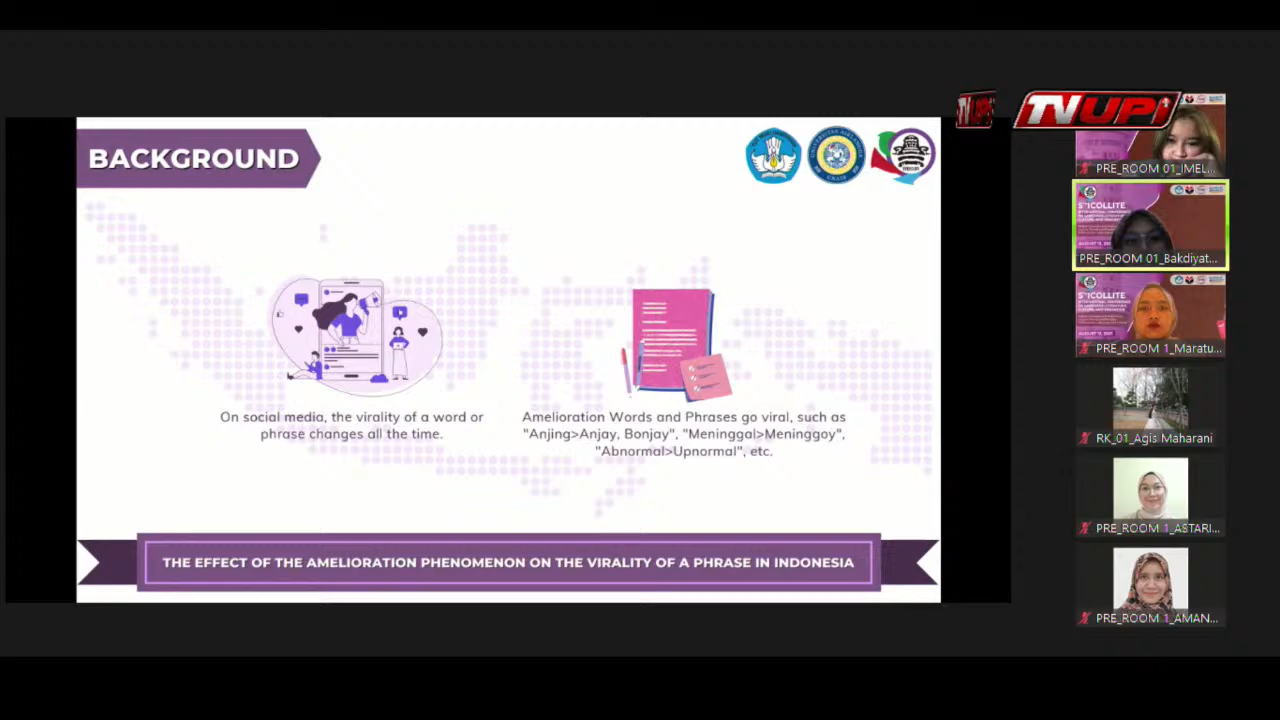 BACKGROUND
On social media, the virality of a word or
phrase changes all the time.
Amelioration Words and Phrases go viral, such as
"Anjing>Anjay, Bonjay", "Meninggal>Meninggoy",
"Abnormal>Upnormal", etc.
THE EFFECT OF THE AMELIORATION PHENOMENON ON THE VIRALITY OF A PHRASE IN INDONESIA
TVUPI
PRE_ROOM 01_IMEL...
5THICOLLITE
PRE_ROOM 01_Bakdiyat...
5THICOLLITE
PRE_ROOM 1_Maratu...
RK_01_Agis Maharani
PRE_ROOM 1_ASTARI...
PRE_ROOM 1_AMAN...